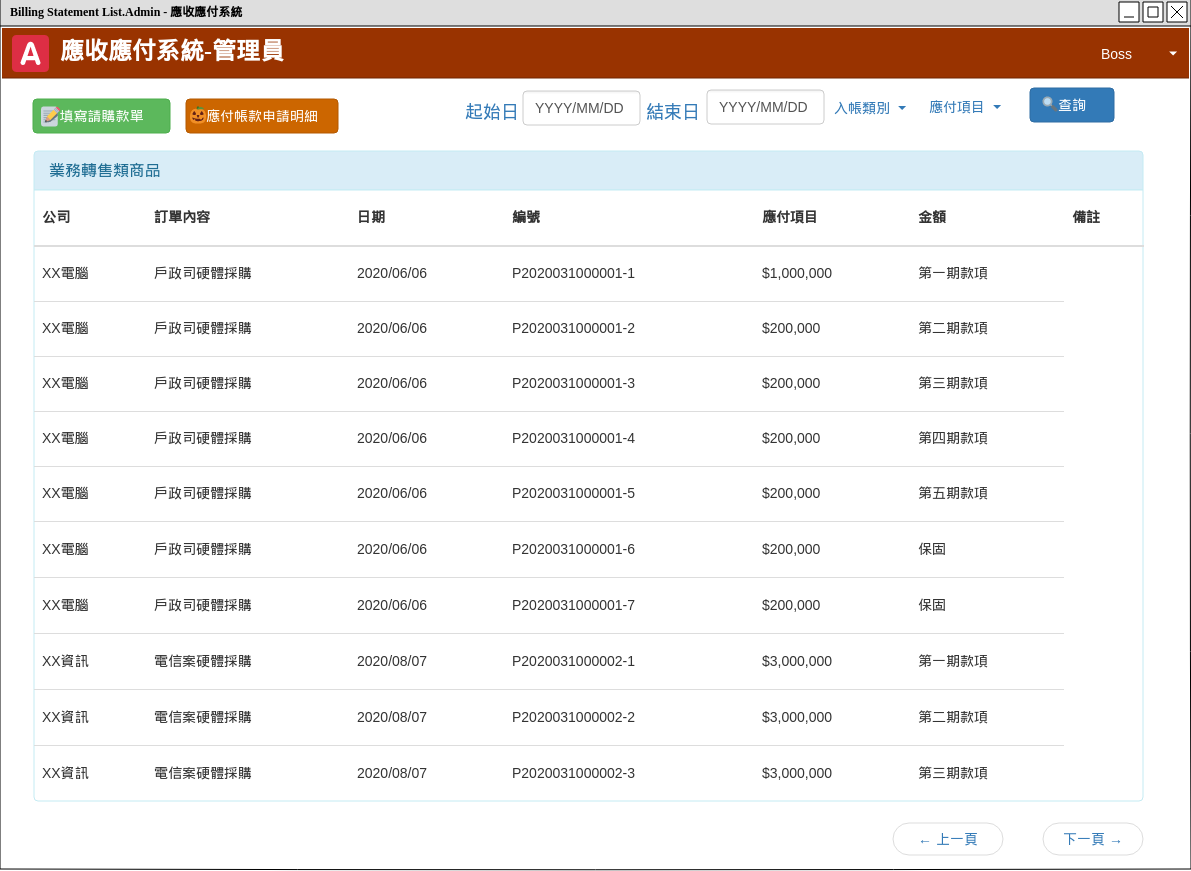 Billing Statement List.Admin - 應收應付系統
應收應付系統-管理員
Boss
填寫請購款單 應付帳款申請明細 起始日 YYYY/MM/DD 結束日 YYYY/MM/DD 入帳類別 應付項目 查詢
業務轉售類商品
公司 訂單內容 日期 編號 應付項目 金額 備註
XX電腦 戶政司硬體採購 2020/06/06 P2020031000001-1 $1,000,000 第一期款項
XX電腦 戶政司硬體採購 2020/06/06 P2020031000001-2 $200,000 第二期款項
XX電腦 戶政司硬體採購 2020/06/06 P2020031000001-3 $200,000 第三期款項
XX電腦 戶政司硬體採購 2020/06/06 P2020031000001-4 $200,000 第四期款項
XX電腦 戶政司硬體採購 2020/06/06 P2020031000001-5 $200,000 第五期款項
XX電腦 戶政司硬體採購 2020/06/06 P2020031000001-6 $200,000 保固
XX電腦 戶政司硬體採購 2020/06/06 P2020031000001-7 $200,000 保固
XX資訊 電信案硬體採購 2020/08/07 P2020031000002-1 $3,000,000 第一期款項
XX資訊 電信案硬體採購 2020/08/07 P2020031000002-2 $3,000,000 第二期款項
XX資訊 電信案硬體採購 2020/08/07 P2020031000002-3 $3,000,000 第三期款項
← 上一頁 下一頁 →